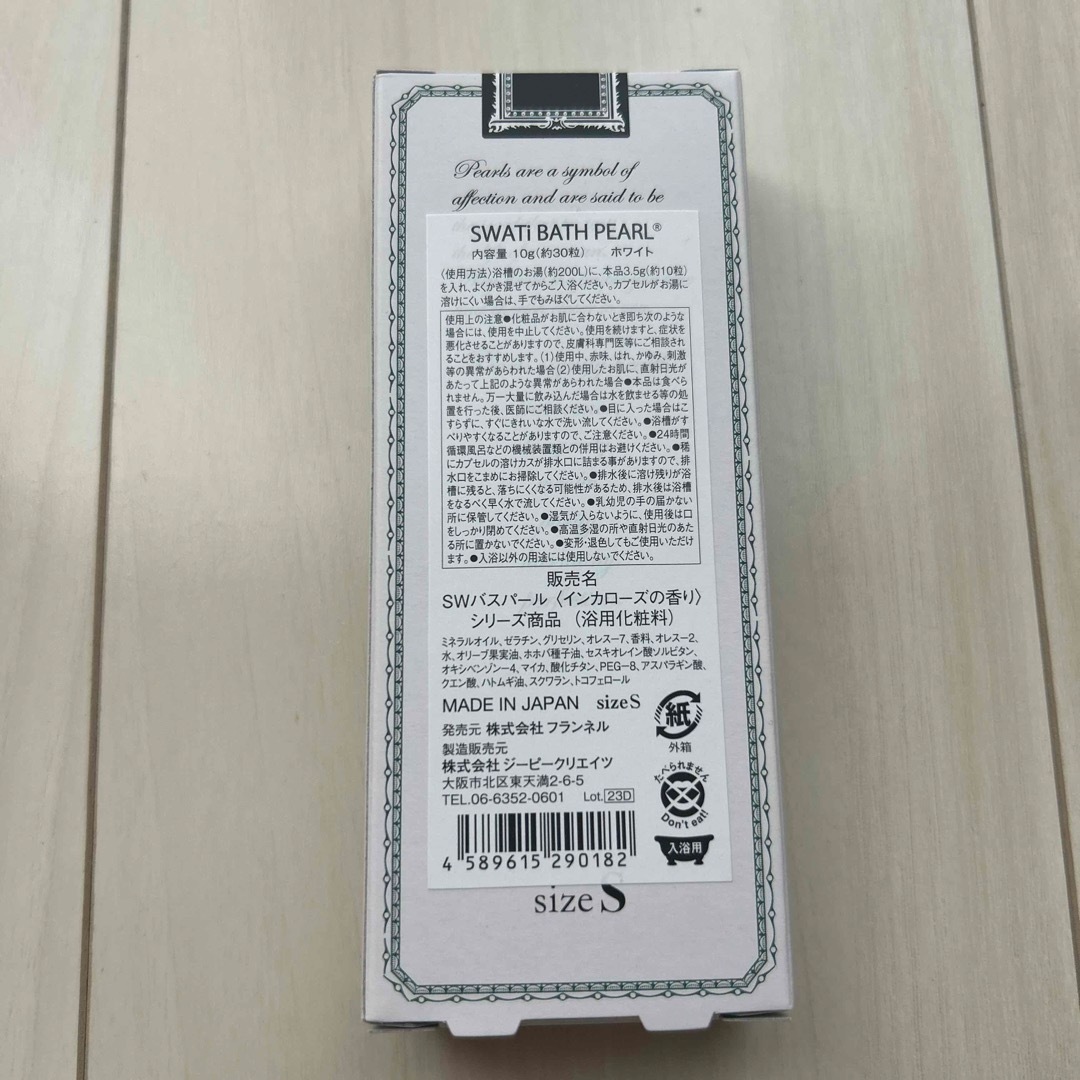 Pearls are a symbol of
affection and are said to be
SWATi BATH PEARL®
内容量 10g(約30粒) ホワイト
〈使用方法〉浴槽のお湯(約200L)に、本品3.5g(約10粒)
を入れ、よくかき混ぜてからご入浴ください。カプセルがお湯に
溶けにくい場合は、手でもみほぐしてください。
使用上の注意●化粧品がお肌に合わないとき即ち次のような
場合には、使用を中止してください。使用を続けますと、症状を
悪化させることがありますので、皮膚科専門医等にご相談され
ることをおすすめします。(1)使用中、赤味、はれ、かゆみ、刺激
等の異常があらわれた場合(2)使用したお肌に、直射日光が
あたって上記のような異常があらわれた場合●本品は食べら
れません。万一大量に飲み込んだ場合は水を飲ませる等の処
置を行った後、医師にご相談ください。●目に入った場合はこ
すらずに、すぐにきれいな水で洗い流してください。●浴槽がす
べりやすくなることがありますので、ご注意ください。●24時間
循環風呂などの機械装置類との併用はお避けください。●稀
にカプセルの溶けカスが排水口に詰まる事がありますので、排
水口をこまめにお掃除してください。●排水後に溶け残りが浴
槽に残ると、落ちにくくなる可能性があるため、排水後は浴槽
をなるべく早く水で流してください。●乳幼児の手の届かない
所に保管してください。●湿気が入らないように、使用後は口
をしっかり閉めてください。●高温多湿の所や直射日光のあた
る所に置かないでください。●変形・退色してもご使用いただけ
ます。●入浴以外の用途には使用しないでください。
販売名
SWバスパール〈インカローズの香り〉
シリーズ商品 (浴用化粧料)
ミネラルオイル、ゼラチン、グリセリン、オレスー7、香料、オレスー2、
水、オリーブ果実油、ホホバ種子油、セスキオレイン酸ソルビタン、
オキシベンゾンー4、マイカ、酸化チタン、PEG－8、アスパラギン酸、
クエン酸、ハトムギ油、スクワラン、トコフェロール
MADE IN JAPAN sizeS
発売元 株式会社 フランネル
製造販売元
株式会社 ジーピークリエイツ
大阪市北区東天満2-6-5
TEL.06-6352-0601 Lot.23D
紙
外箱
たべられません
Don't eat!
入浴用
4 589615 290182
size S